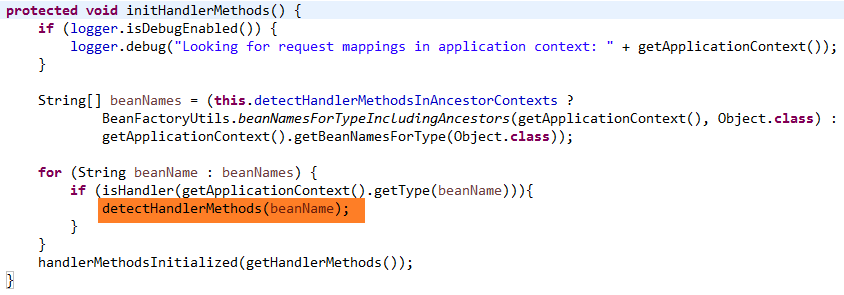 protected void initHandlerMethods() {
if (logger.isDebugEnabled()) {
logger.debug("Looking for request mappings in application context: " + getApplicationContext());
}
String[] beanNames = (this.detectHandlerMethodsInAncestorContexts ?
BeanFactoryUtils.beanNamesForTypeIncludingAncestors(getApplicationContext(), Object.class) :
getApplicationContext().getBeanNamesForType(Object.class));
for (String beanName : beanNames) {
if (isHandler(getApplicationContext().getType(beanName))){
detectHandlerMethods(beanName);
}
}
handlerMethodsInitialized(getHandlerMethods());
}